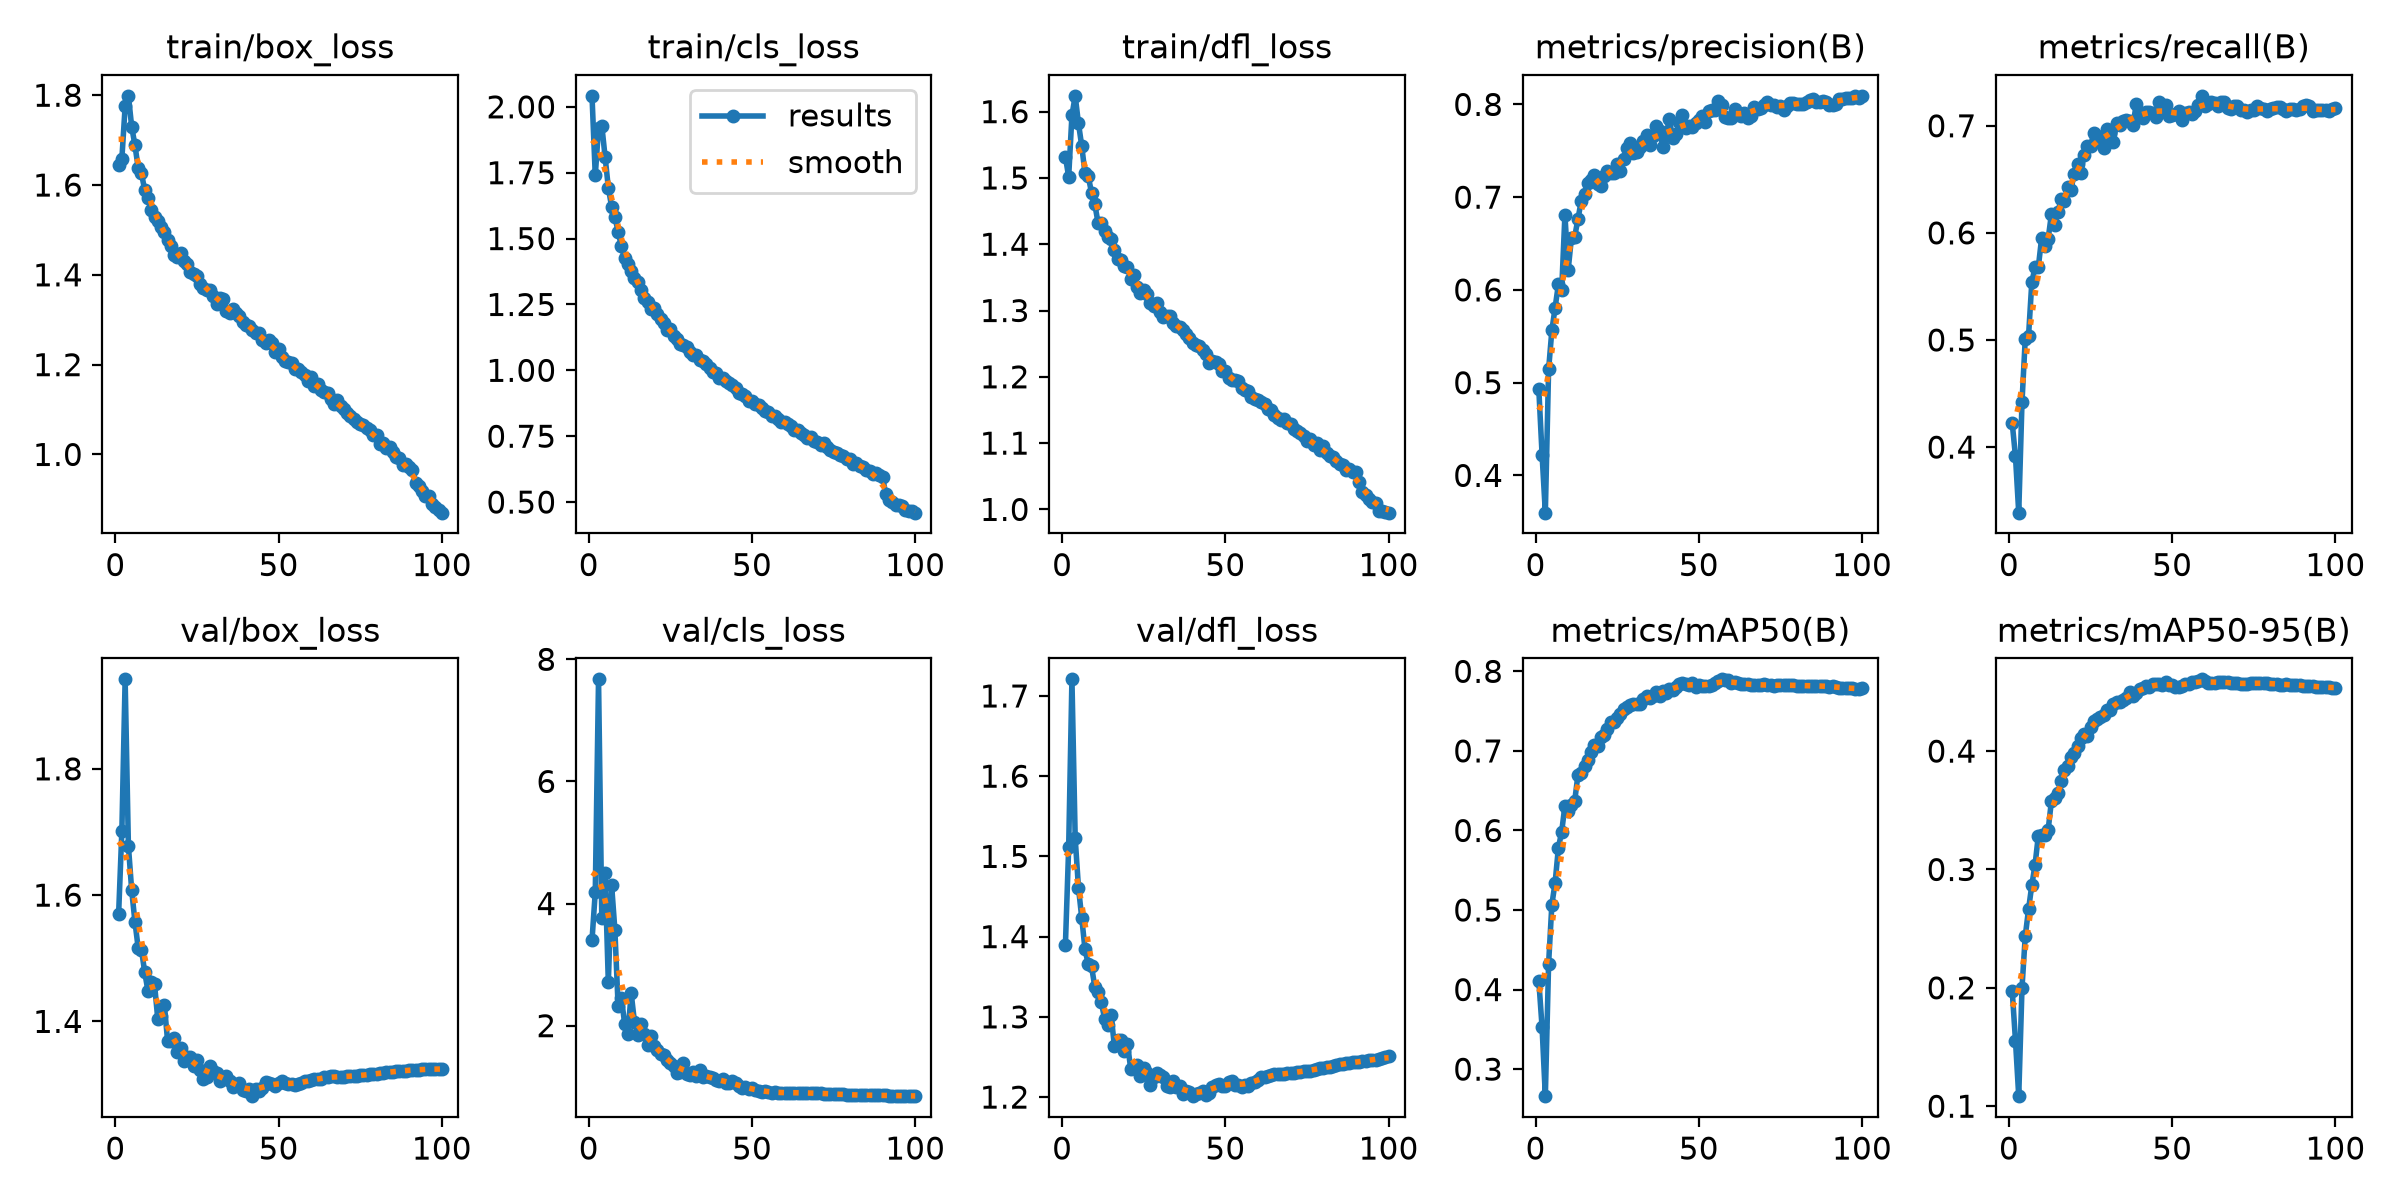 train/box_loss
1.8
1.6
1.4
1.2
1.0
0 50 100
train/cls_loss
results
smooth
2.00
1.75
1.50
1.25
1.00
0.75
0.50
0 50 100
train/dfl_loss
1.6
1.5
1.4
1.3
1.2
1.1
1.0
0 50 100
metrics/precision(B)
0.8
0.7
0.6
0.5
0.4
0 50 100
metrics/recall(B)
0.7
0.6
0.5
0.4
0 50 100
val/box_loss
1.8
1.6
1.4
0 50 100
val/cls_loss
8
6
4
2
0 50 100
val/dfl_loss
1.7
1.6
1.5
1.4
1.3
1.2
0 50 100
metrics/mAP50(B)
0.8
0.7
0.6
0.5
0.4
0.3
0 50 100
metrics/mAP50-95(B)
0.4
0.3
0.2
0.1
0 50 100